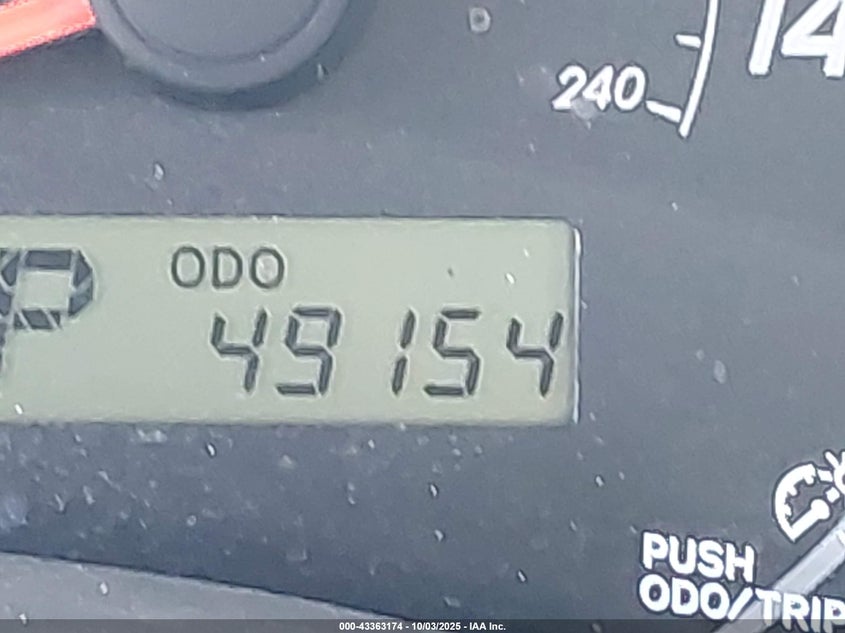 240
14
P
ODO
49154
PUSH
ODO/TRIP
000-43363174 - 10/03/2025 - IAA Inc.